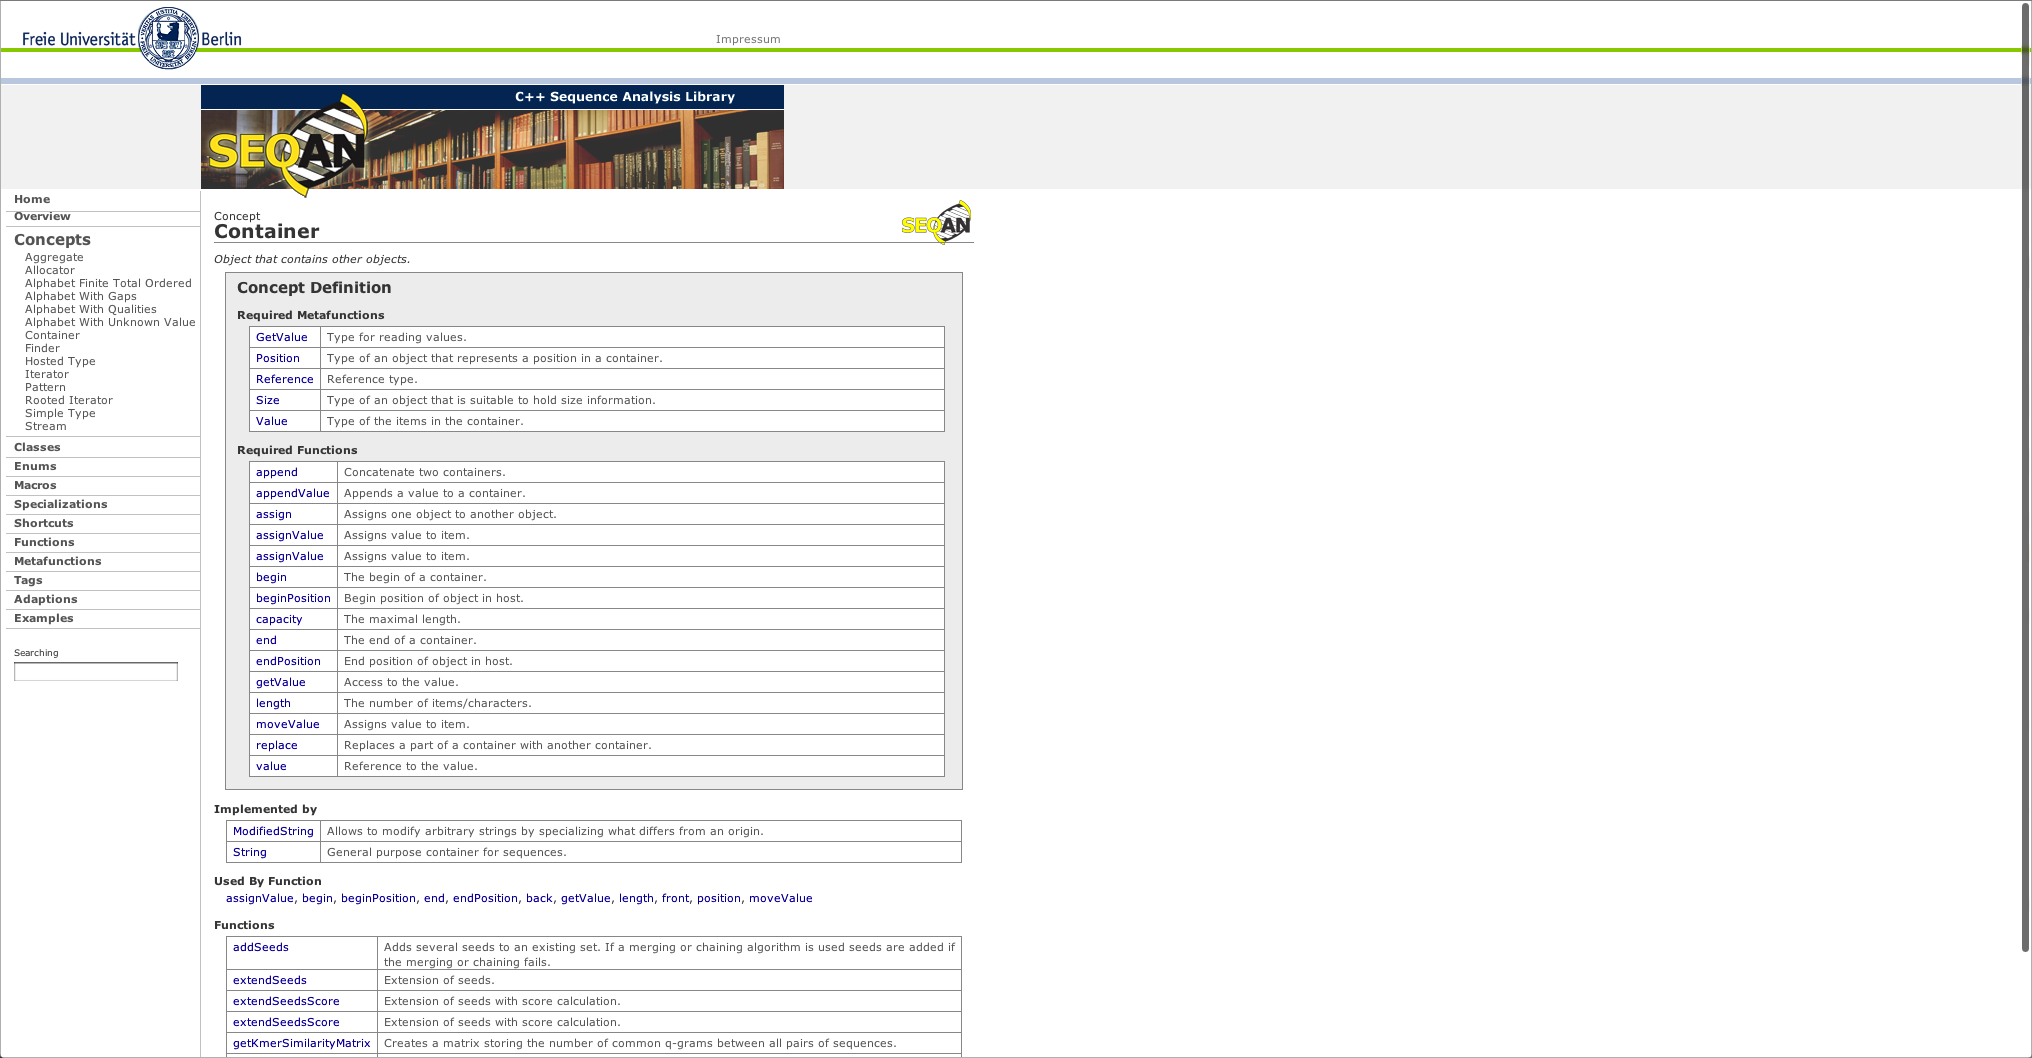 Freie Universität Berlin
Impressum
C++ Sequence Analysis Library
SEQAN
Home
Overview
Concepts
Aggregate
Allocator
Alphabet Finite Total Ordered
Alphabet With Gaps
Alphabet With Qualities
Alphabet With Unknown Value
Container
Finder
Hosted Type
Iterator
Pattern
Rooted Iterator
Simple Type
Stream
Classes
Enums
Macros
Specializations
Shortcuts
Functions
Metafunctions
Tags
Adaptions
Examples
Searching
Concept
Container
SEQAN
Object that contains other objects.
Concept Definition
Required Metafunctions
GetValue Type for reading values.
Position Type of an object that represents a position in a container.
Reference Reference type.
Size Type of an object that is suitable to hold size information.
Value Type of the items in the container.
Required Functions
append Concatenate two containers.
appendValue Appends a value to a container.
assign Assigns one object to another object.
assignValue Assigns value to item.
assignValue Assigns value to item.
begin The begin of a container.
beginPosition Begin position of object in host.
capacity The maximal length.
end The end of a container.
endPosition End position of object in host.
getValue Access to the value.
length The number of items/characters.
moveValue Assigns value to item.
replace Replaces a part of a container with another container.
value Reference to the value.
Implemented by
ModifiedString Allows to modify arbitrary strings by specializing what differs from an origin.
String General purpose container for sequences.
Used By Function
assignValue, begin, beginPosition, end, endPosition, back, getValue, length, front, position, moveValue
Functions
addSeeds Adds several seeds to an existing set. If a merging or chaining algorithm is used seeds are added if
the merging or chaining fails.
extendSeeds Extension of seeds.
extendSeedsScore Extension of seeds with score calculation.
extendSeedsScore Extension of seeds with score calculation.
getKmerSimilarityMatrix Creates a matrix storing the number of common q-grams between all pairs of sequences.